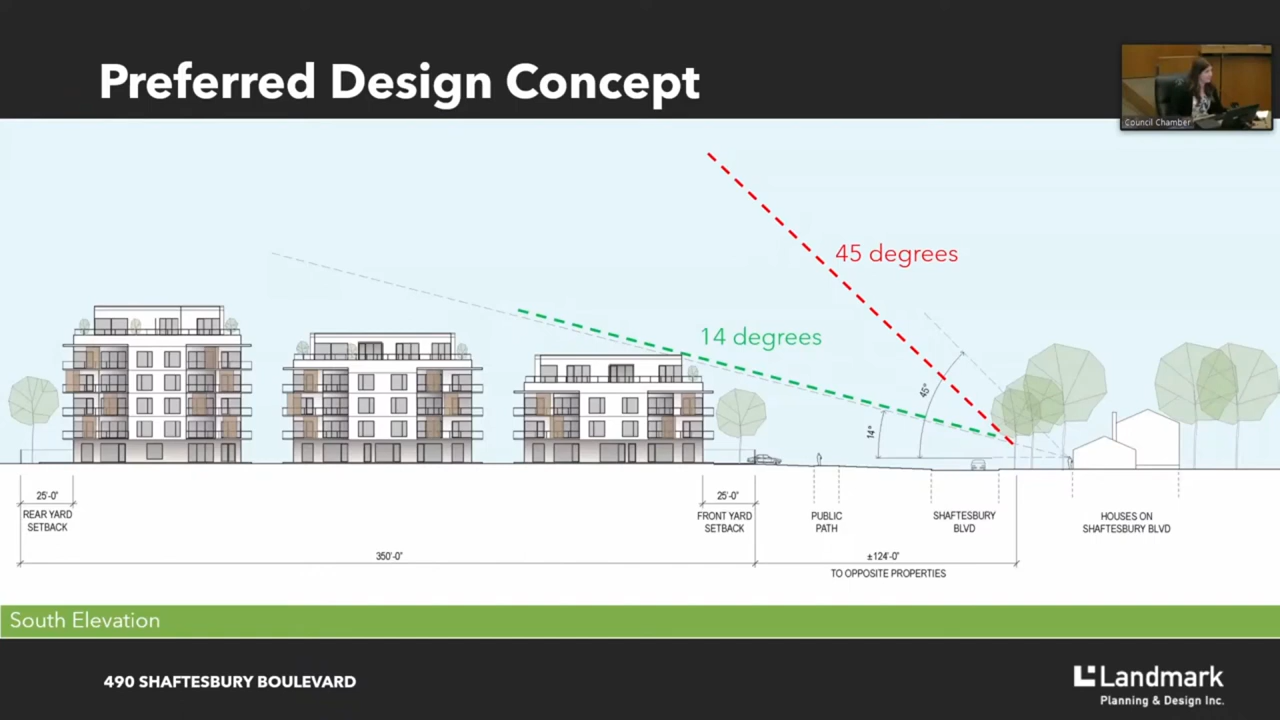 Preferred Design Concept
Council Chamber
45 degrees
14 degrees
45°
14°
25'-0"
REAR YARD
SETBACK
25'-0"
FRONT YARD
SETBACK
PUBLIC
PATH
SHAFTESBURY
BLVD
HOUSES ON
SHAFTESBURY BLVD
350'-0"
±124'-0"
TO OPPOSITE PROPERTIES
South Elevation
490 SHAFTESBURY BOULEVARD
Landmark
Planning & Design Inc.